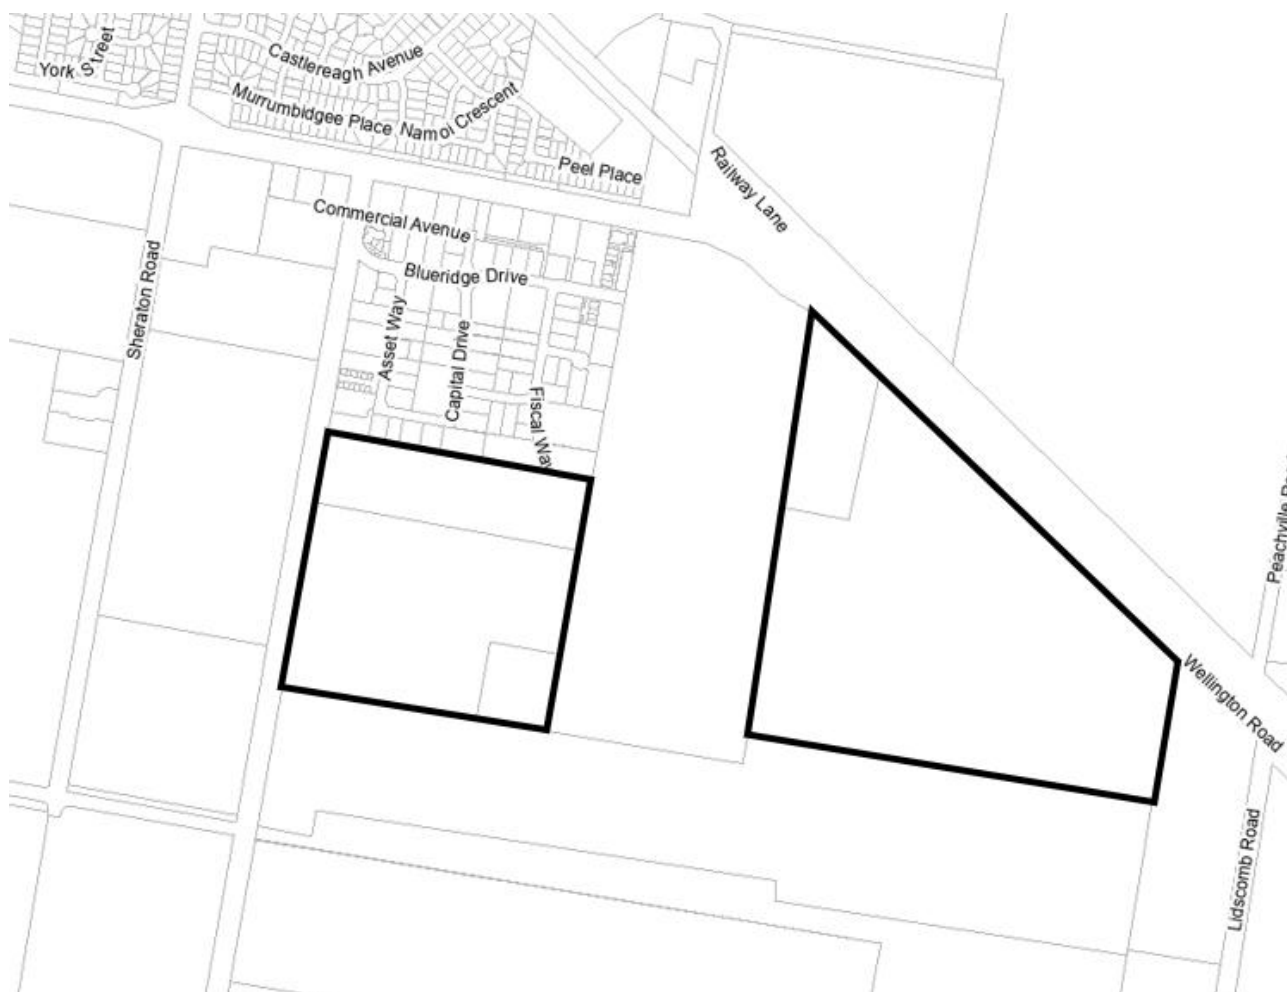 York Street
Castlereagh Avenue
Murrumbidgee Place
Namoi Crescent
Peel Place
Railway Lane
Commercial Avenue
Blueridge Drive
Sheraton Road
Asset Way
Capital Drive
Fiscal Way
Peachville
Wellington Road
Lidscomb Road